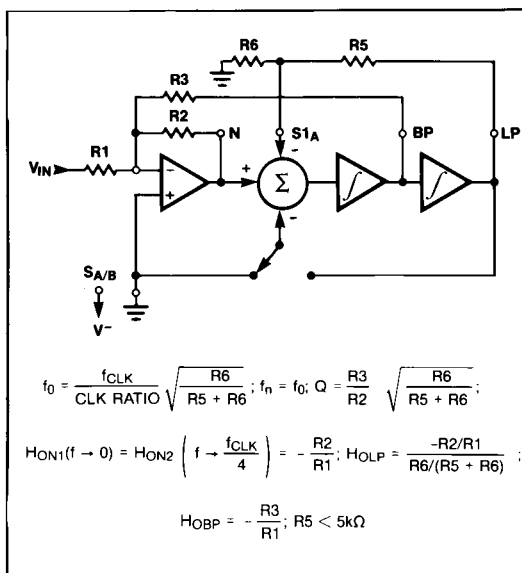 R6
R5
R3
R2
N
S1A
BP
LP
VIN
R1
−
+
+
−
Σ
−
∫
∫
SA/B
V−
f0 = fCLK / CLK RATIO √(R6 / (R5 + R6)) ; fn = f0; Q = R3 / R2 √(R6 / (R5 + R6)) ;
HON1(f → 0) = HON2 (f → fCLK / 4) = − R2 / R1 ; HOLP = −R2/R1 / R6/(R5 + R6) ;
HOBP = − R3 / R1 ; R5 < 5kΩ